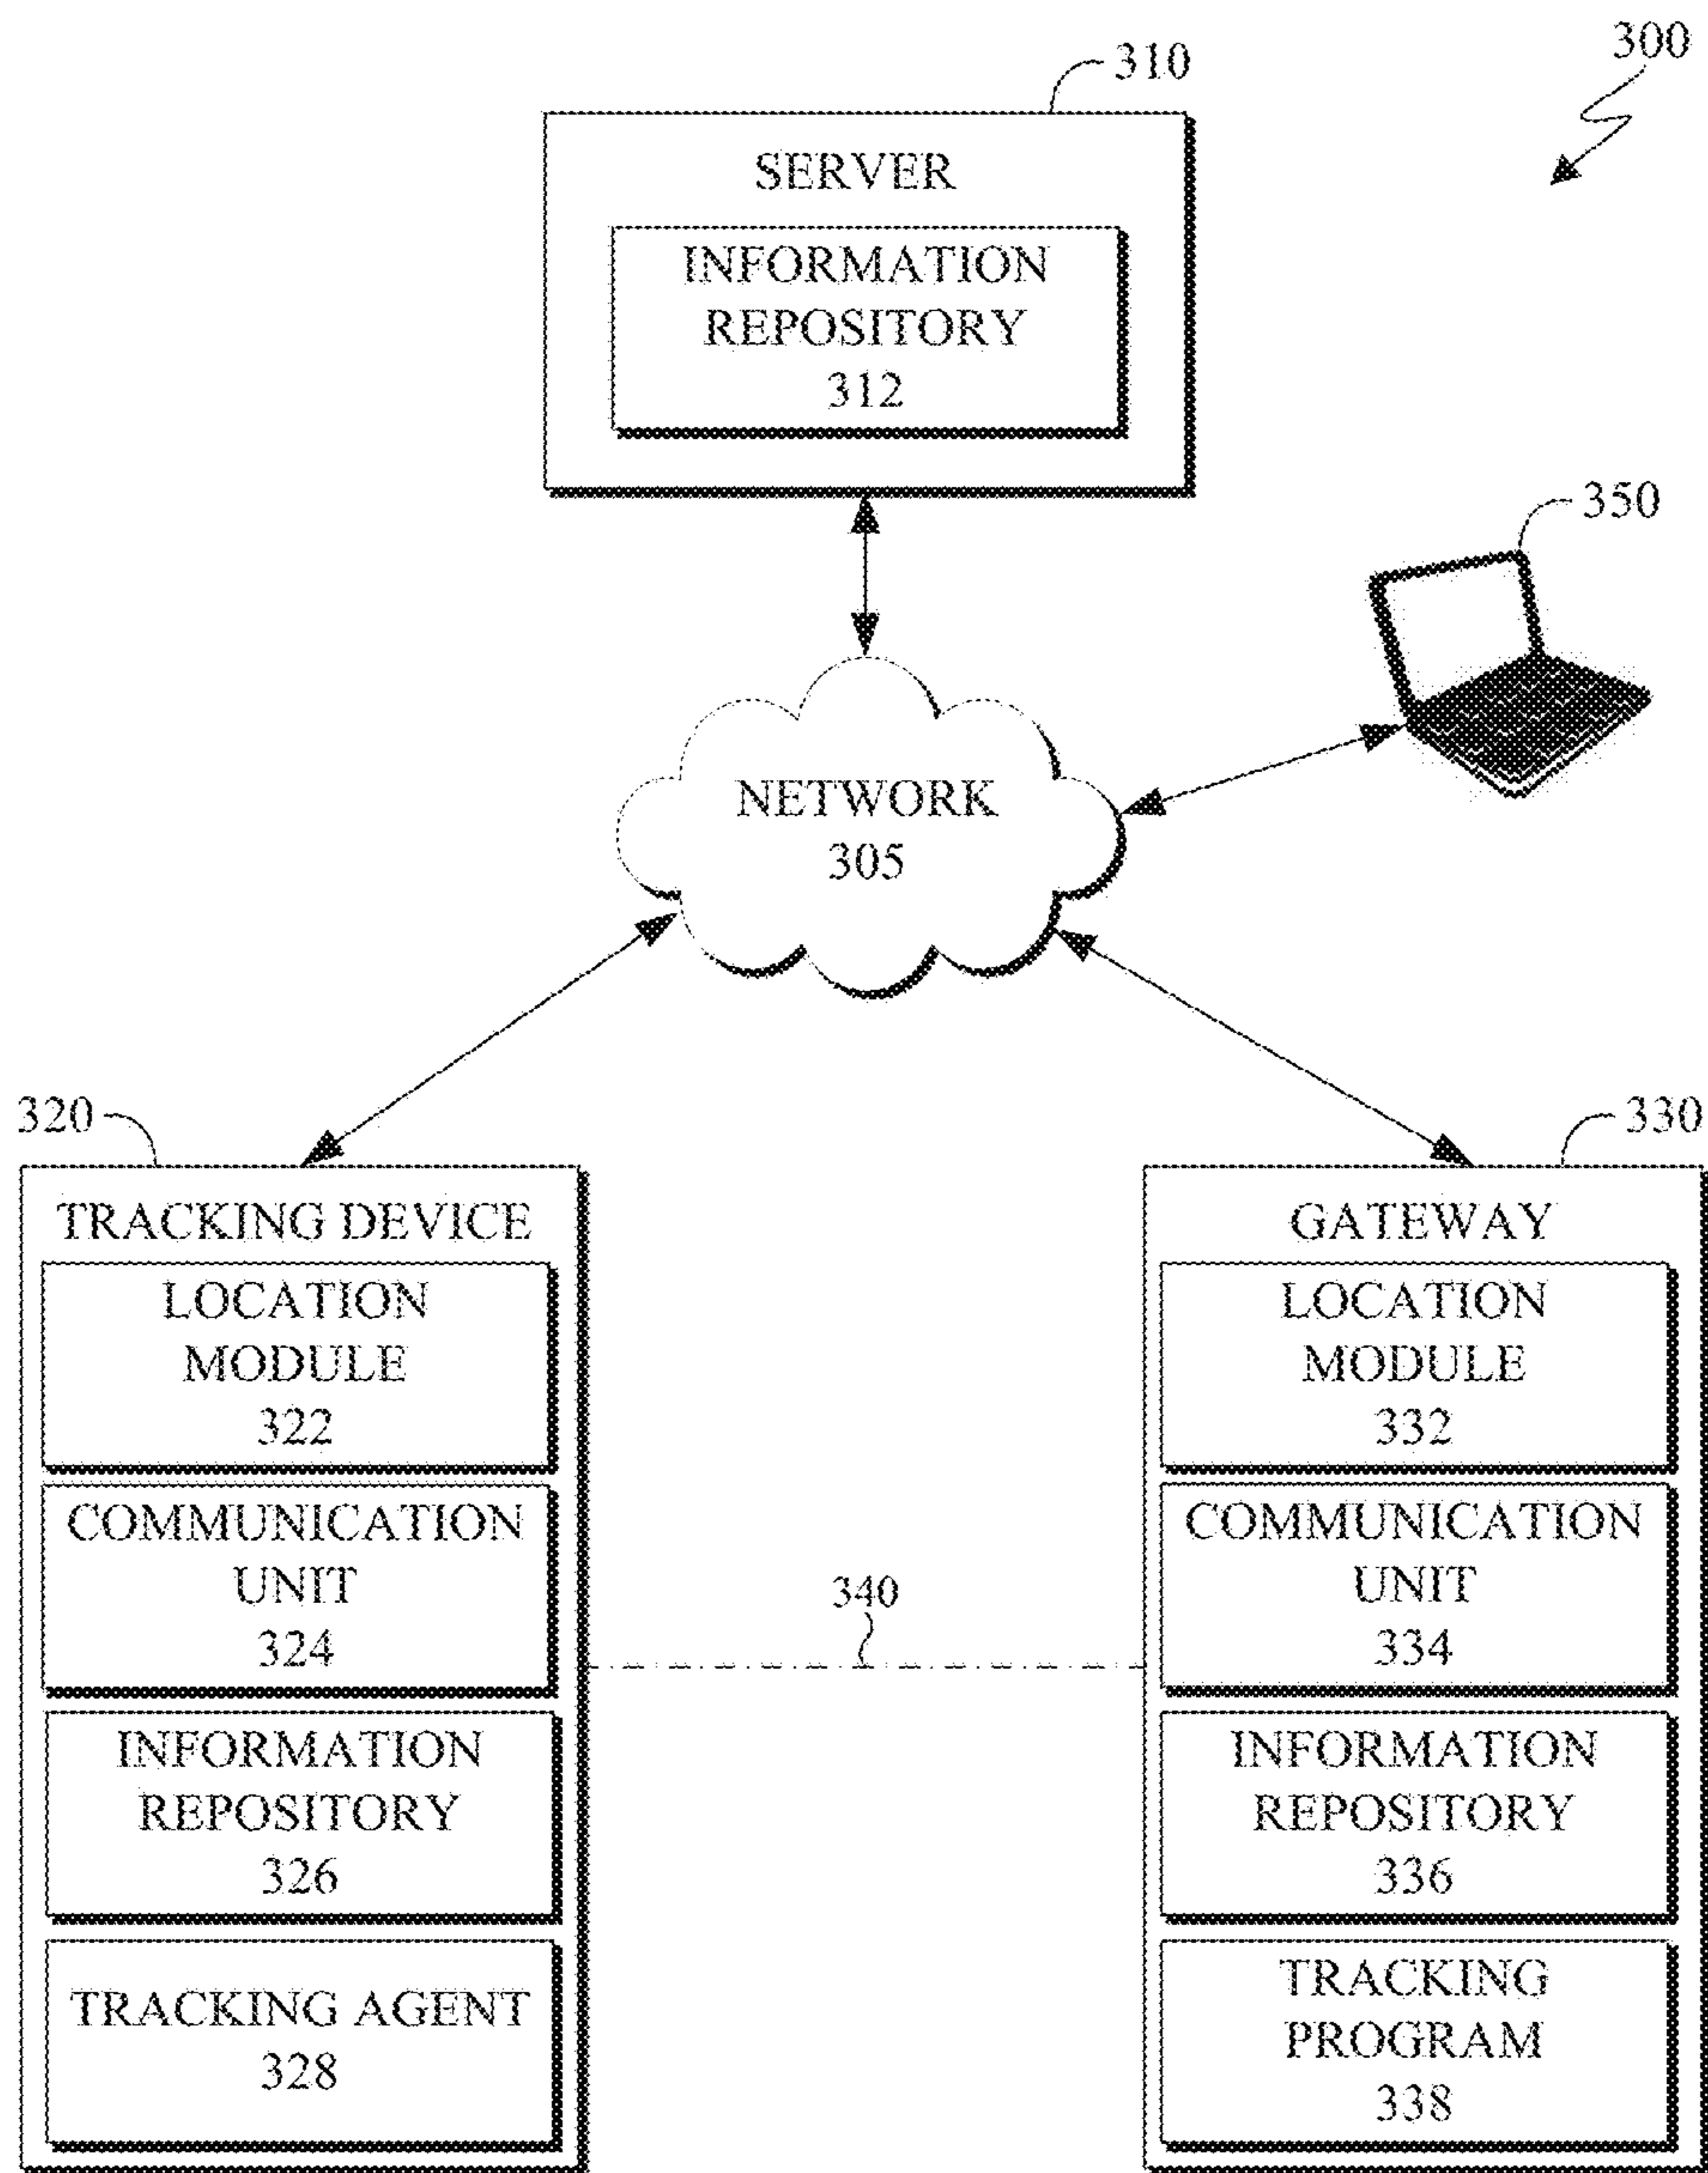 300
310
SERVER
INFORMATION
REPOSITORY
312
350
NETWORK
305
320
330
TRACKING DEVICE
LOCATION
MODULE
322
COMMUNICATION
UNIT
324
INFORMATION
REPOSITORY
326
TRACKING AGENT
328
340
GATEWAY
LOCATION
MODULE
332
COMMUNICATION
UNIT
334
INFORMATION
REPOSITORY
336
TRACKING
PROGRAM
338